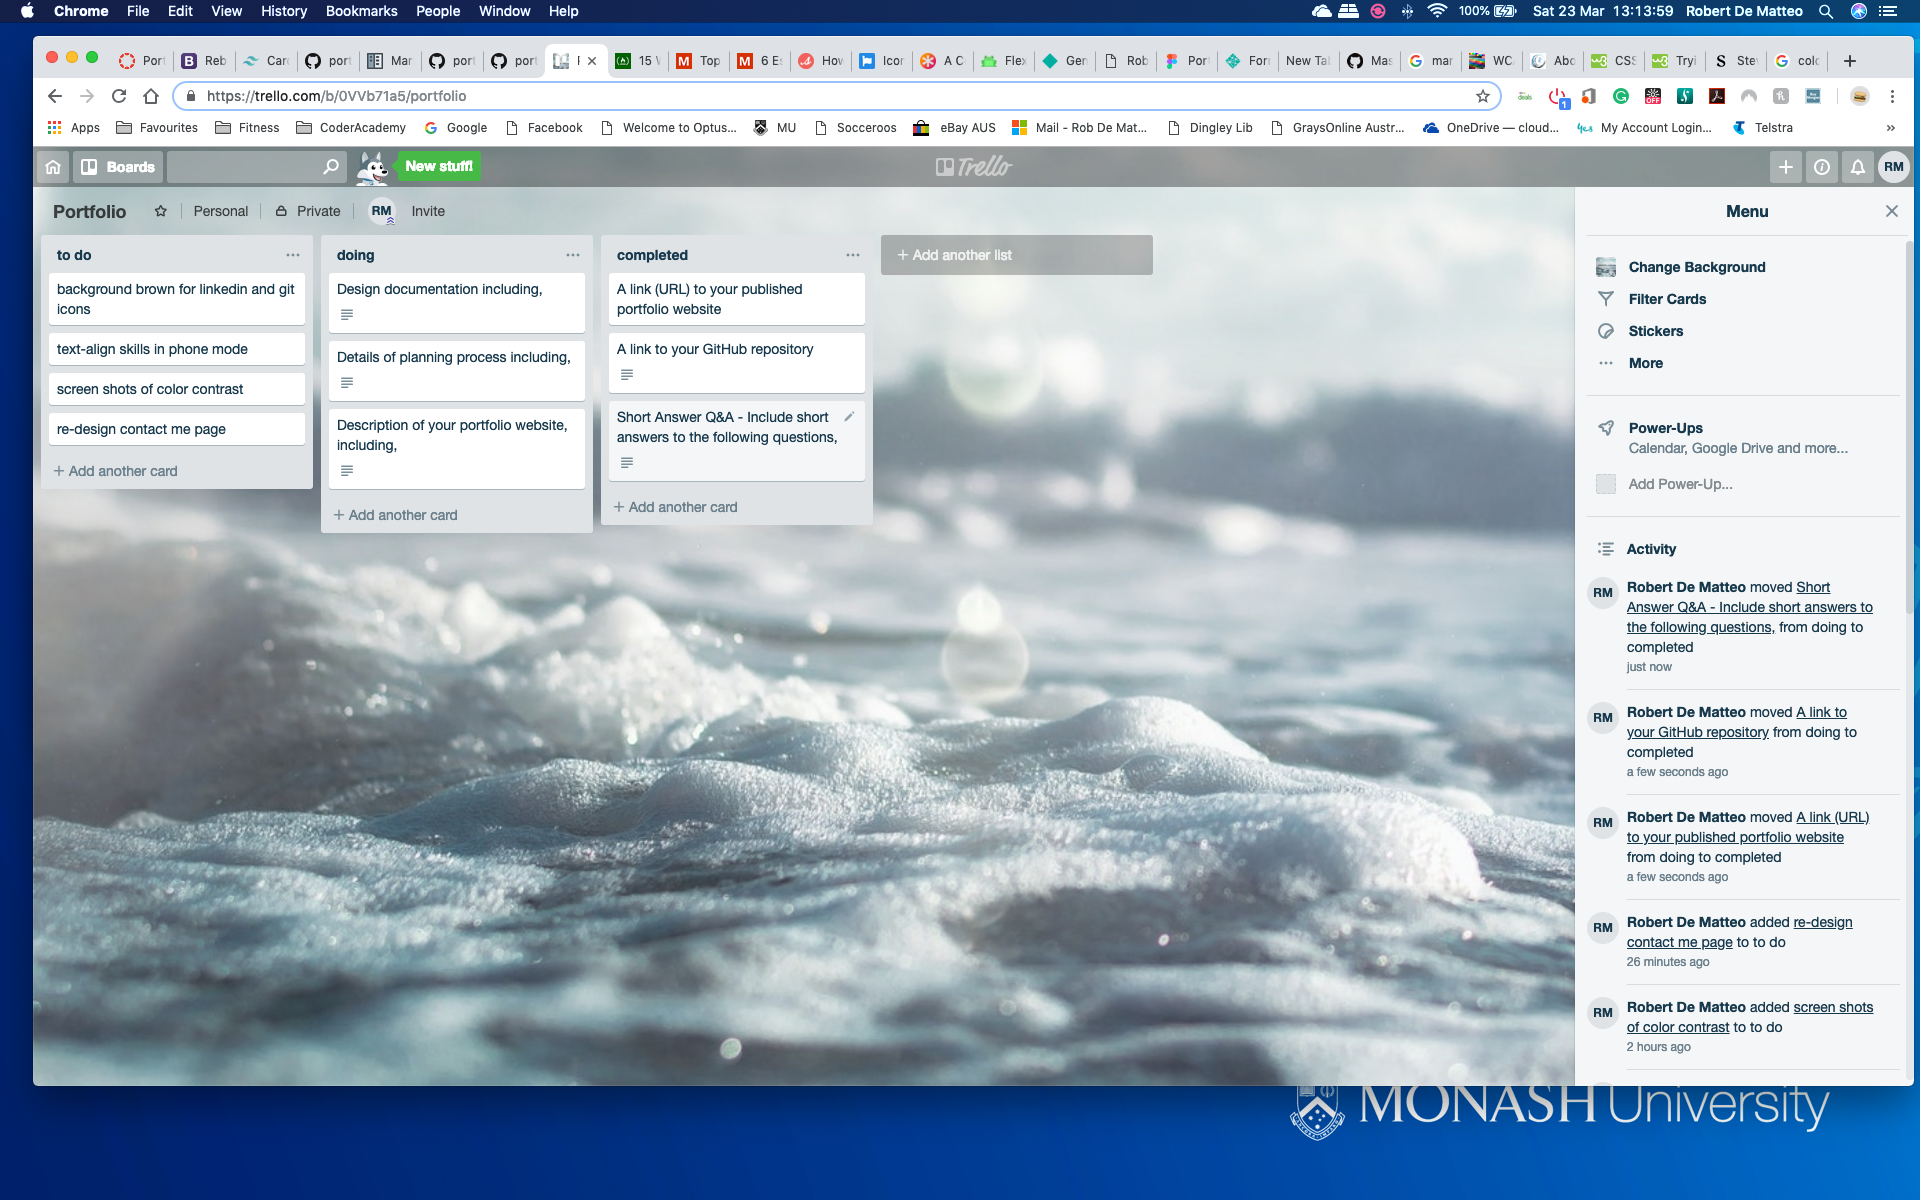 Chrome File Edit View History Bookmarks People Window Help 100% Sat 23 Mar 13:13:59 Robert De Matteo
Port Reb Card port Mar port port 15 Top 6 Es How Icor A C Flex Gen Rob Port Forr New Tal Mas mar WC Abo CSS Tryi Stev colo
https://trello.com/b/0VVb71a5/portfolio
Apps Favourites Fitness CoderAcademy Google Facebook Welcome to Optus... MU Socceroos eBay AUS Mail - Rob De Mat... Dingley Lib GraysOnline Austr... OneDrive — cloud... My Account Login... Telstra »
Boards New stuff! Trello RM
Portfolio Personal Private RM Invite
to do
background brown for linkedin and git
icons
text-align skills in phone mode
screen shots of color contrast
re-design contact me page
+ Add another card
doing
Design documentation including,
Details of planning process including,
Description of your portfolio website,
including,
+ Add another card
completed
A link (URL) to your published
portfolio website
A link to your GitHub repository
Short Answer Q&A - Include short
answers to the following questions,
+ Add another card
+ Add another list
Menu
Change Background
Filter Cards
Stickers
More
Power-Ups
Calendar, Google Drive and more...
Add Power-Up...
Activity
RM Robert De Matteo moved Short
Answer Q&A - Include short answers to
the following questions, from doing to
completed
just now
RM Robert De Matteo moved A link to
your GitHub repository from doing to
completed
a few seconds ago
RM Robert De Matteo moved A link (URL)
to your published portfolio website
from doing to completed
a few seconds ago
RM Robert De Matteo added re-design
contact me page to to do
26 minutes ago
RM Robert De Matteo added screen shots
of color contrast to to do
2 hours ago
MONASH University